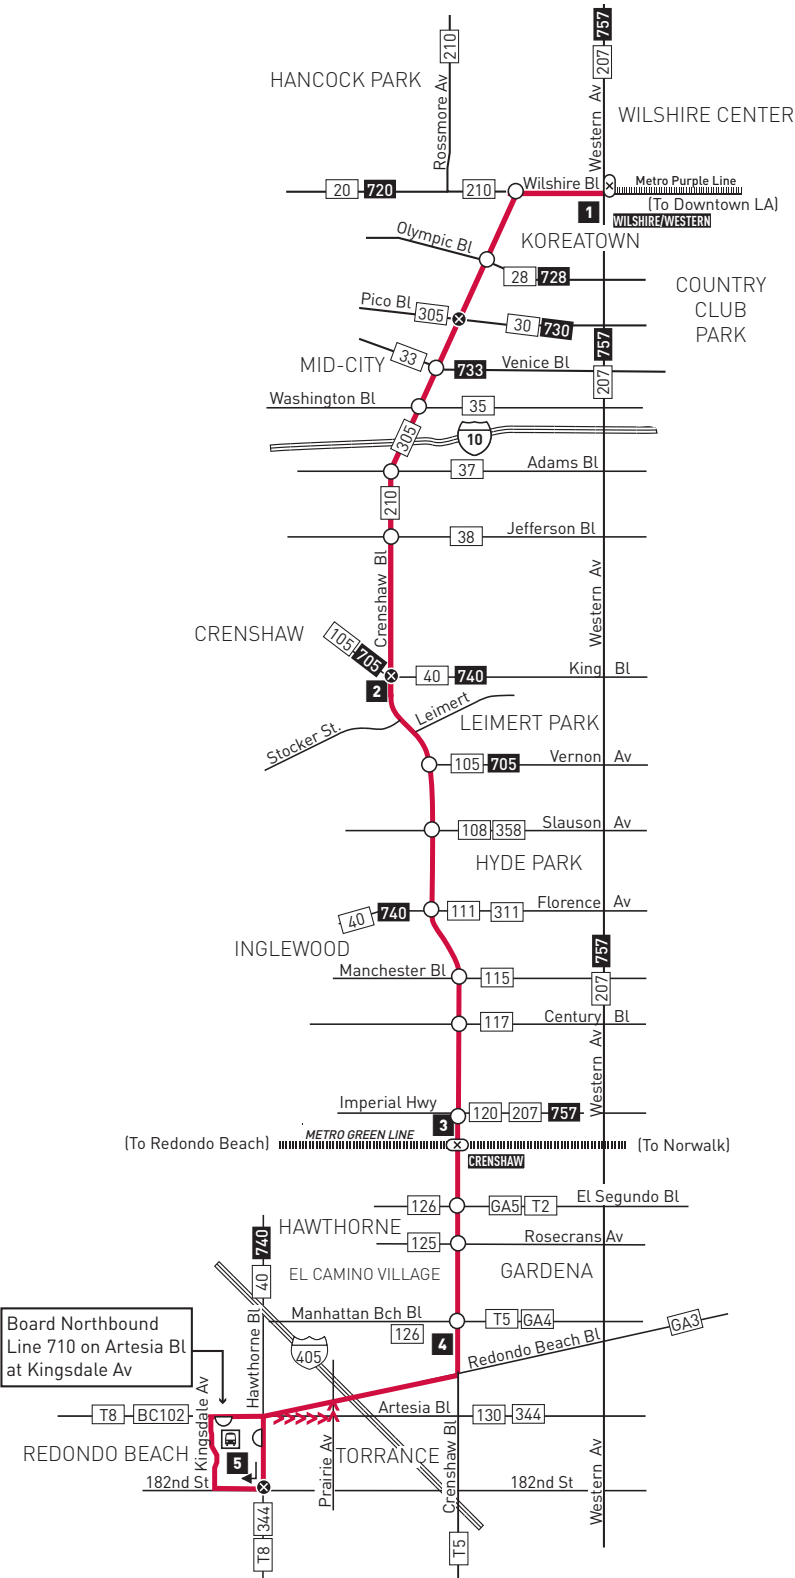 757
210
207
HANCOCK PARK
Rossmore Av
Western Av
WILSHIRE CENTER
20 720
210
Wilshire Bl
Metro Purple Line
(To Downtown LA)
1
WILSHIRE/WESTERN
Olympic Bl
KOREATOWN
28 728
COUNTRY
CLUB
PARK
Pico Bl
305
30 730
757
33
MID-CITY
733
Venice Bl
207
Washington Bl
35
305
10
37
Adams Bl
210
38
Jefferson Bl
Crenshaw Bl
Western Av
CRENSHAW
105 705
40 740
King Bl
2
Leimert
LEIMERT PARK
Stocker St.
105 705
Vernon Av
108 358
Slauson Av
HYDE PARK
40 740
111 311
Florence Av
INGLEWOOD
757
Manchester Bl
115
207
117
Century Bl
Western Av
Imperial Hwy
120 207 757
3
METRO GREEN LINE
(To Redondo Beach)
(To Norwalk)
CRENSHAW
126
GA5 T2
El Segundo Bl
HAWTHORNE
740
125
Rosecrans Av
40
EL CAMINO VILLAGE
GARDENA
Manhattan Bch Bl
T5 GA4
126
GA3
4
Redondo Beach Bl
Board Northbound
Line 710 on Artesia Bl
at Kingsdale Av
Hawthorne Bl
405
Kingsdale Av
T8 BC102
Artesia Bl
130 344
REDONDO BEACH
5
Prairie Av
TORRANCE
Crenshaw Bl
Western Av
182nd St
182nd St
344
T8
T5